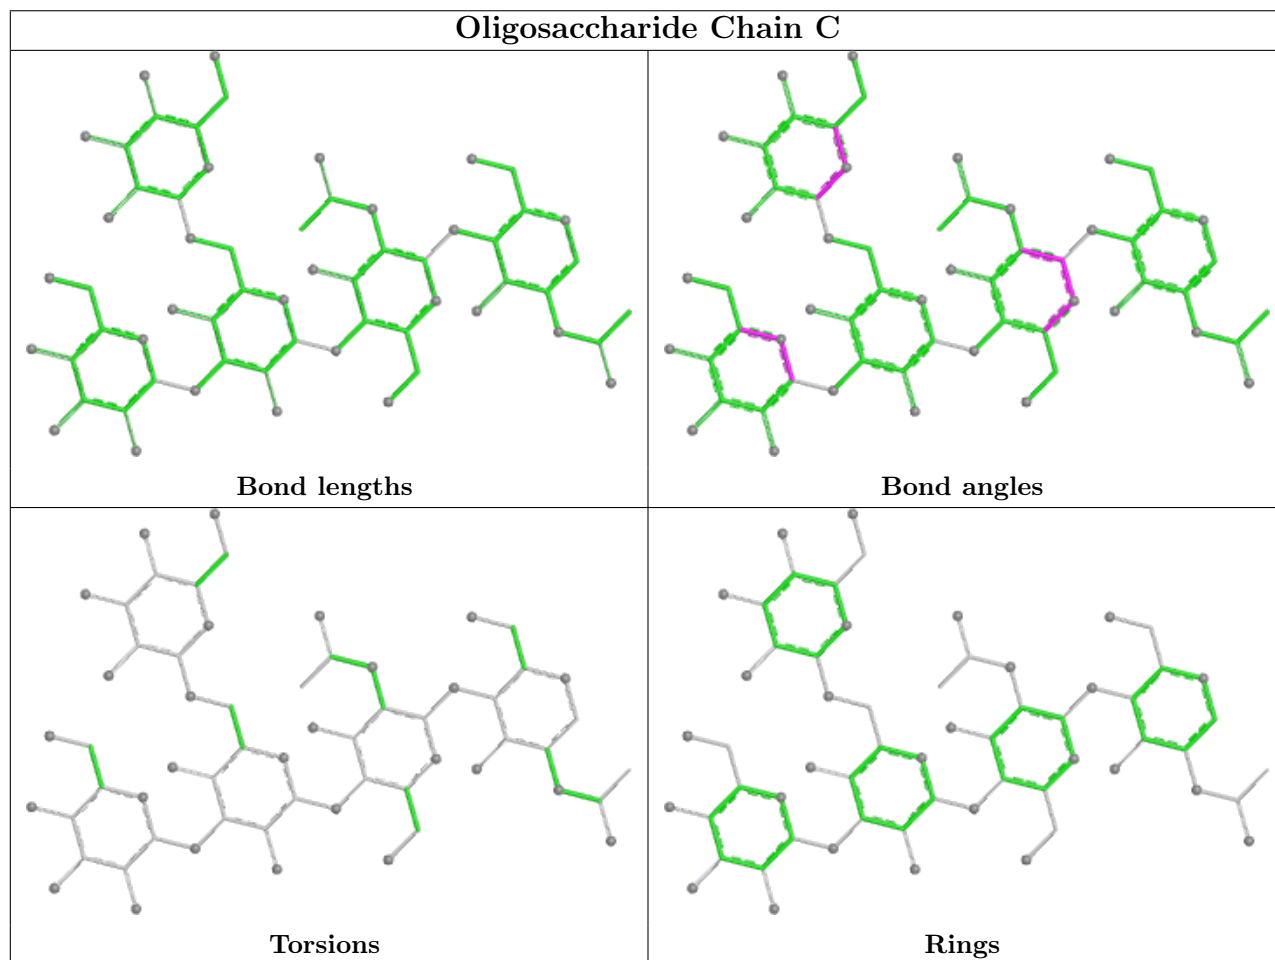 Oligosaccharide Chain C
Bond lengths
Bond angles
Torsions
Rings